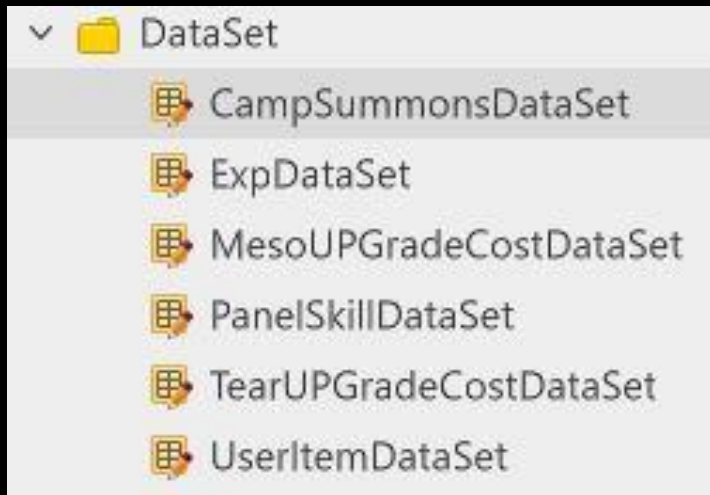 DataSet
CampSummonsDataSet
ExpDataSet
MesoUPGradeCostDataSet
PanelSkillDataSet
TearUPGradeCostDataSet
UserItemDataSet